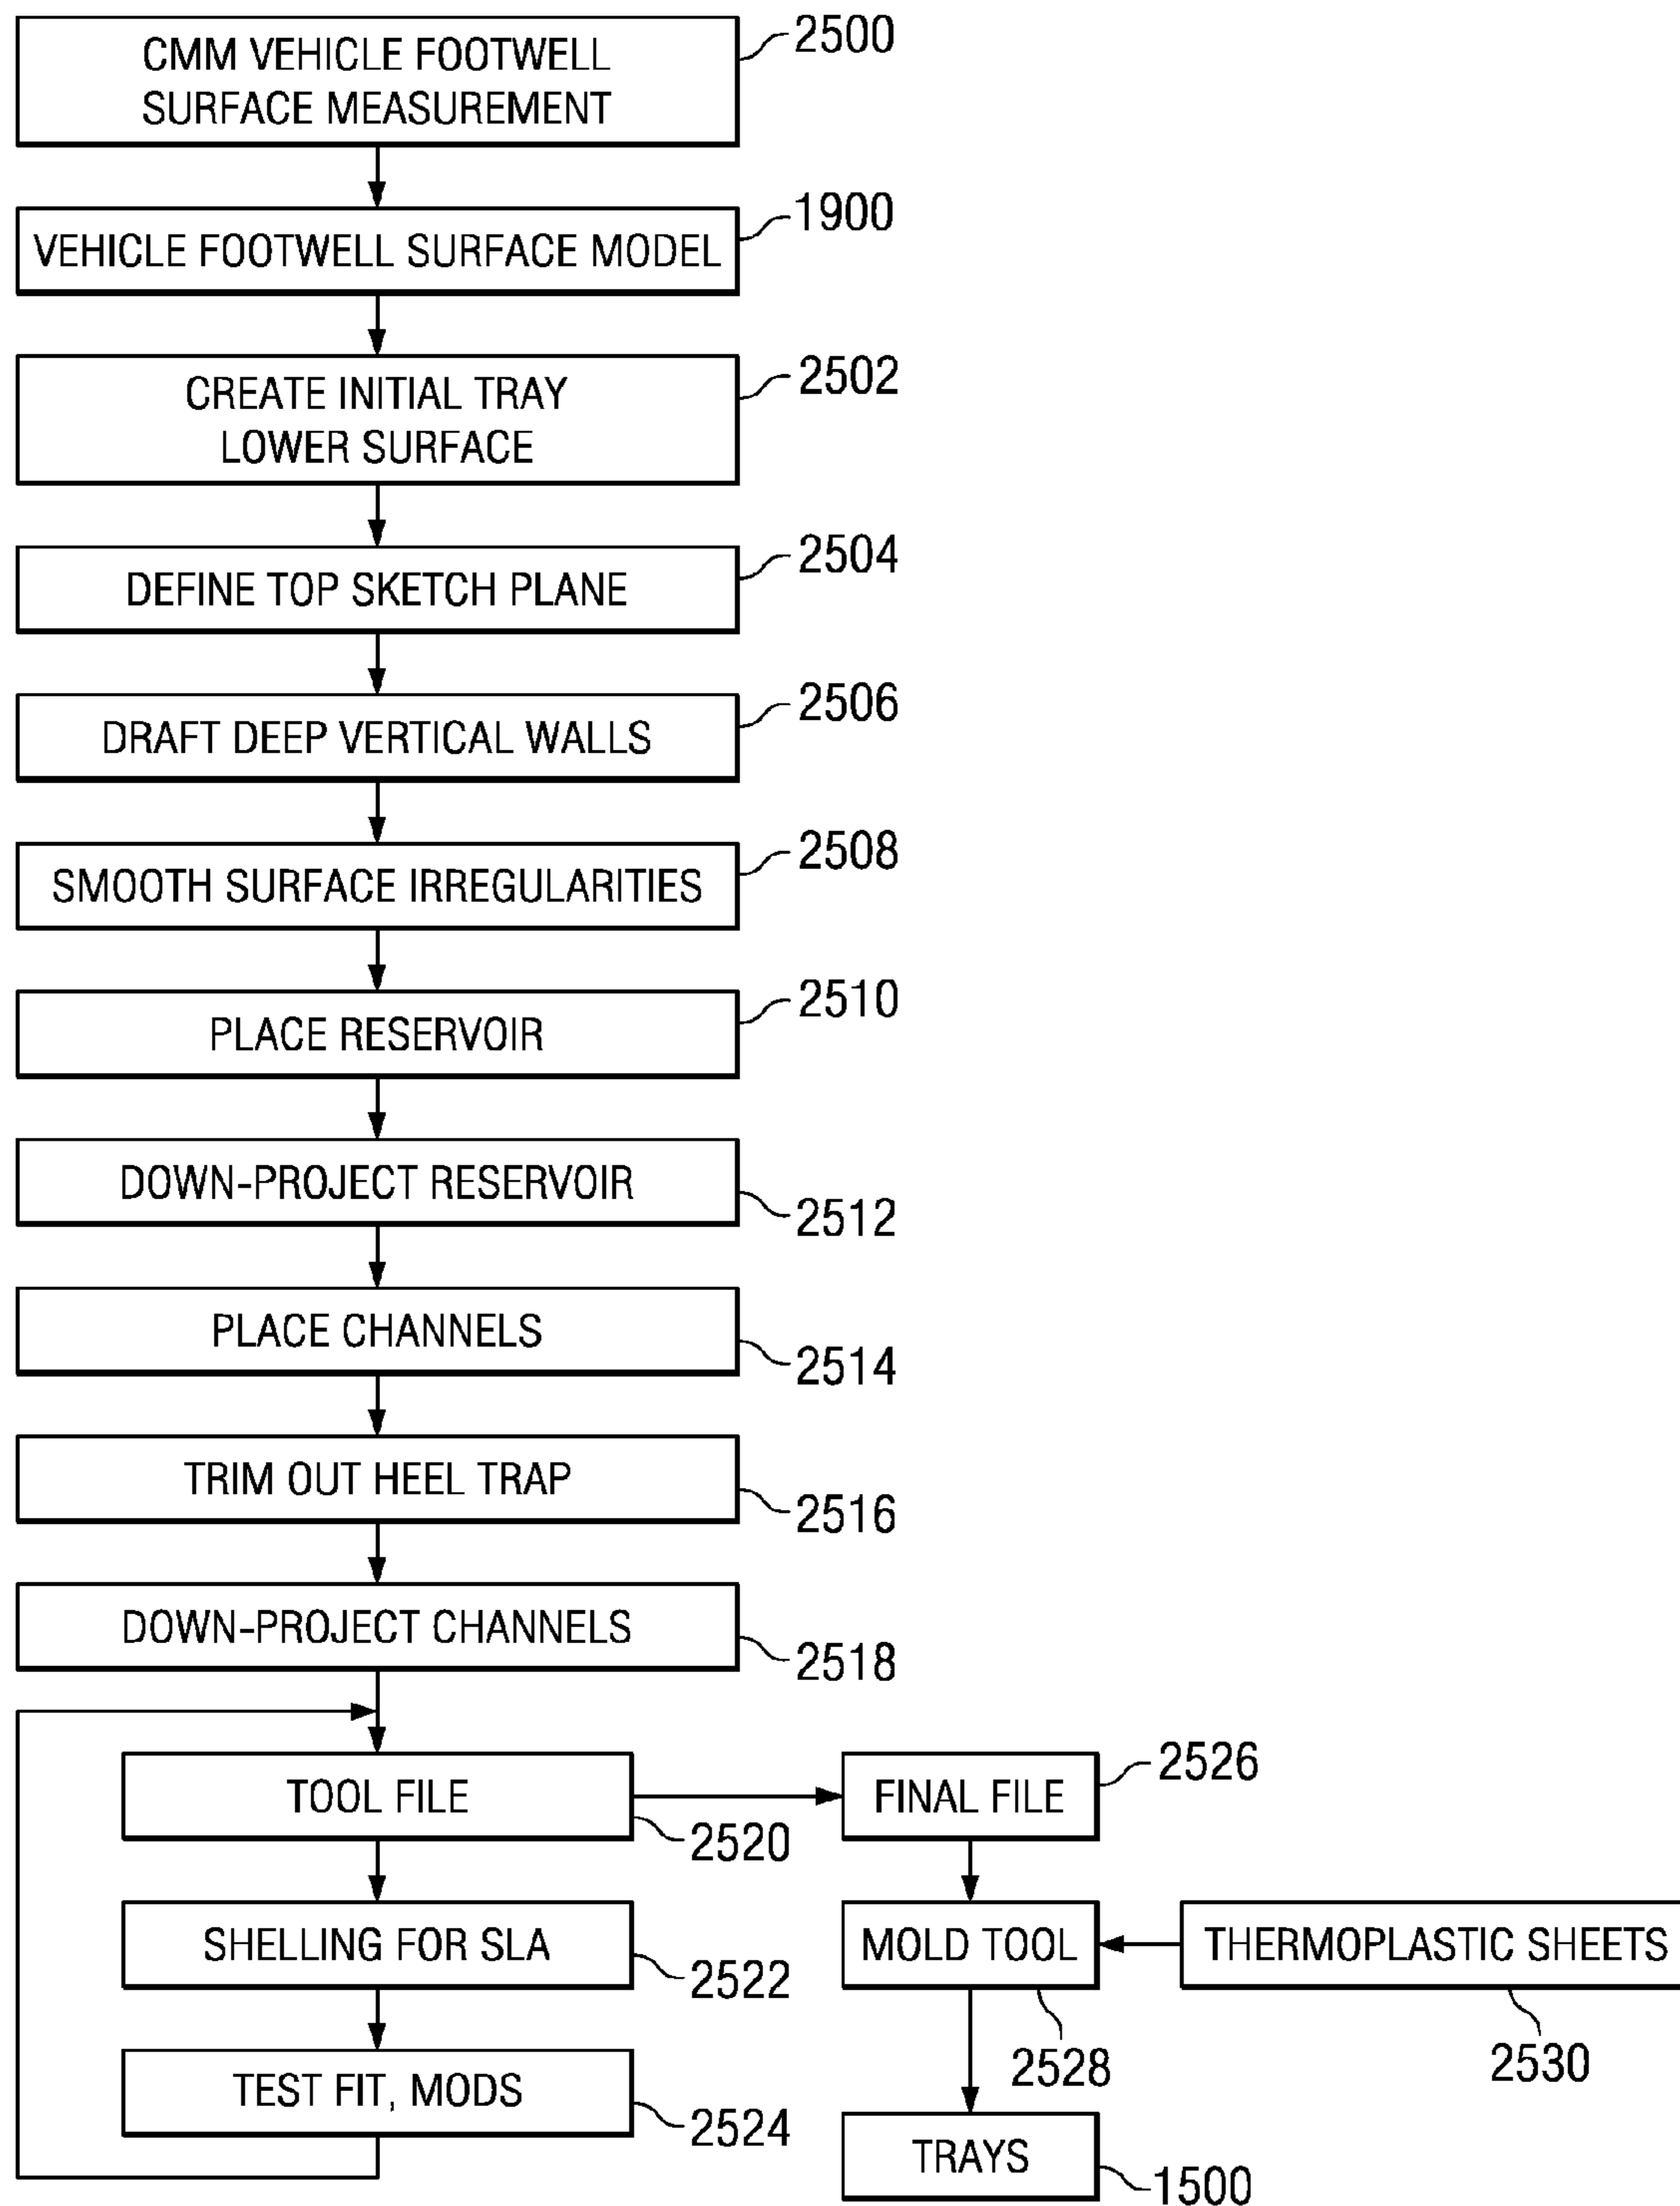 CMM VEHICLE FOOTWELL
SURFACE MEASUREMENT
2500
VEHICLE FOOTWELL SURFACE MODEL
1900
CREATE INITIAL TRAY
LOWER SURFACE
2502
DEFINE TOP SKETCH PLANE
2504
DRAFT DEEP VERTICAL WALLS
2506
SMOOTH SURFACE IRREGULARITIES
2508
PLACE RESERVOIR
2510
DOWN-PROJECT RESERVOIR
2512
PLACE CHANNELS
2514
TRIM OUT HEEL TRAP
2516
DOWN-PROJECT CHANNELS
2518
TOOL FILE
2520
FINAL FILE
2526
SHELLING FOR SLA
2522
MOLD TOOL
2528
THERMOPLASTIC SHEETS
2530
TEST FIT, MODS
2524
TRAYS
1500